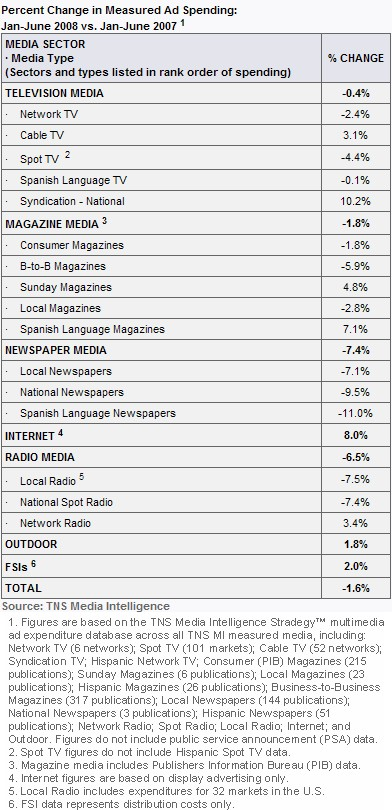 Percent Change in Measured Ad Spending:
Jan-June 2008 vs. Jan-June 2007 1
MEDIA SECTOR
· Media Type
(Sectors and types listed in rank order of spending)
% CHANGE
TELEVISION MEDIA -0.4%
· Network TV -2.4%
· Cable TV 3.1%
· Spot TV 2 -4.4%
· Spanish Language TV -0.1%
· Syndication - National 10.2%
MAGAZINE MEDIA 3 -1.8%
· Consumer Magazines -1.8%
· B-to-B Magazines -5.9%
· Sunday Magazines 4.8%
· Local Magazines -2.8%
· Spanish Language Magazines 7.1%
NEWSPAPER MEDIA -7.4%
· Local Newspapers -7.1%
· National Newspapers -9.5%
· Spanish Language Newspapers -11.0%
INTERNET 4 8.0%
RADIO MEDIA -6.5%
· Local Radio 5 -7.5%
· National Spot Radio -7.4%
· Network Radio 3.4%
OUTDOOR 1.8%
FSIs 6 2.0%
TOTAL -1.6%
Source: TNS Media Intelligence
1. Figures are based on the TNS Media Intelligence Stradegy™ multimedia
ad expenditure database across all TNS MI measured media, including:
Network TV (6 networks); Spot TV (101 markets); Cable TV (52 networks);
Syndication TV; Hispanic Network TV; Consumer (PIB) Magazines (215
publications); Sunday Magazines (6 publications); Local Magazines (23
publications); Hispanic Magazines (26 publications); Business-to-Business
Magazines (317 publications); Local Newspapers (144 publications);
National Newspapers (3 publications); Hispanic Newspapers (51
publications); Network Radio; Spot Radio; Local Radio; Internet; and
Outdoor. Figures do not include public service announcement (PSA) data.
2. Spot TV figures do not include Hispanic Spot TV data.
3. Magazine media includes Publishers Information Bureau (PIB) data.
4. Internet figures are based on display advertising only.
5. Local Radio includes expenditures for 32 markets in the U.S.
6. FSI data represents distribution costs only.